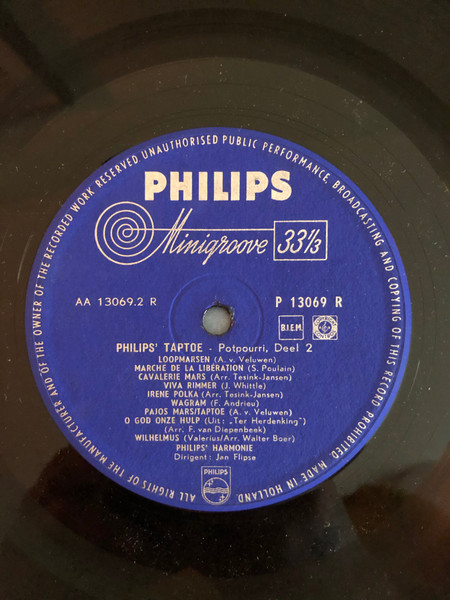 ALL RIGHTS OF THE MANUFACTURER AND OF THE OWNER OF THE RECORDED WORK RESERVED UNAUTHORISED PUBLIC PERFORMANCE, BROADCASTING AND COPYING OF THIS RECORD PROHIBITED. MADE IN HOLLAND
PHILIPS
Minigroove 33⅓
AA 13069.2 R
P 13069 R
B.I.E.M.
PHILIPS' TAPTOE - Potpourri, Deel 2
LOOPMARSEN (A. v. Veluwen)
MARCHE DE LA LIBÉRATION (S. Poulain)
CAVALERIE MARS (Arr. Tesink-Jansen)
VIVA RIMMER (J. Whittle)
IRENE POLKA (Arr. Tesink-Jansen)
WAGRAM (F. Andrieu)
PAJOS MARS/TAPTOE (A. v. Veluwen)
O GOD ONZE HULP (Uit: „Ter Herdenking")
(Arr. F. van Diepenbeek)
WILHELMUS (Valerius/Arr. Walter Boer)
PHILIPS' HARMONIE
Dirigent: Jan Flipse
PHILIPS